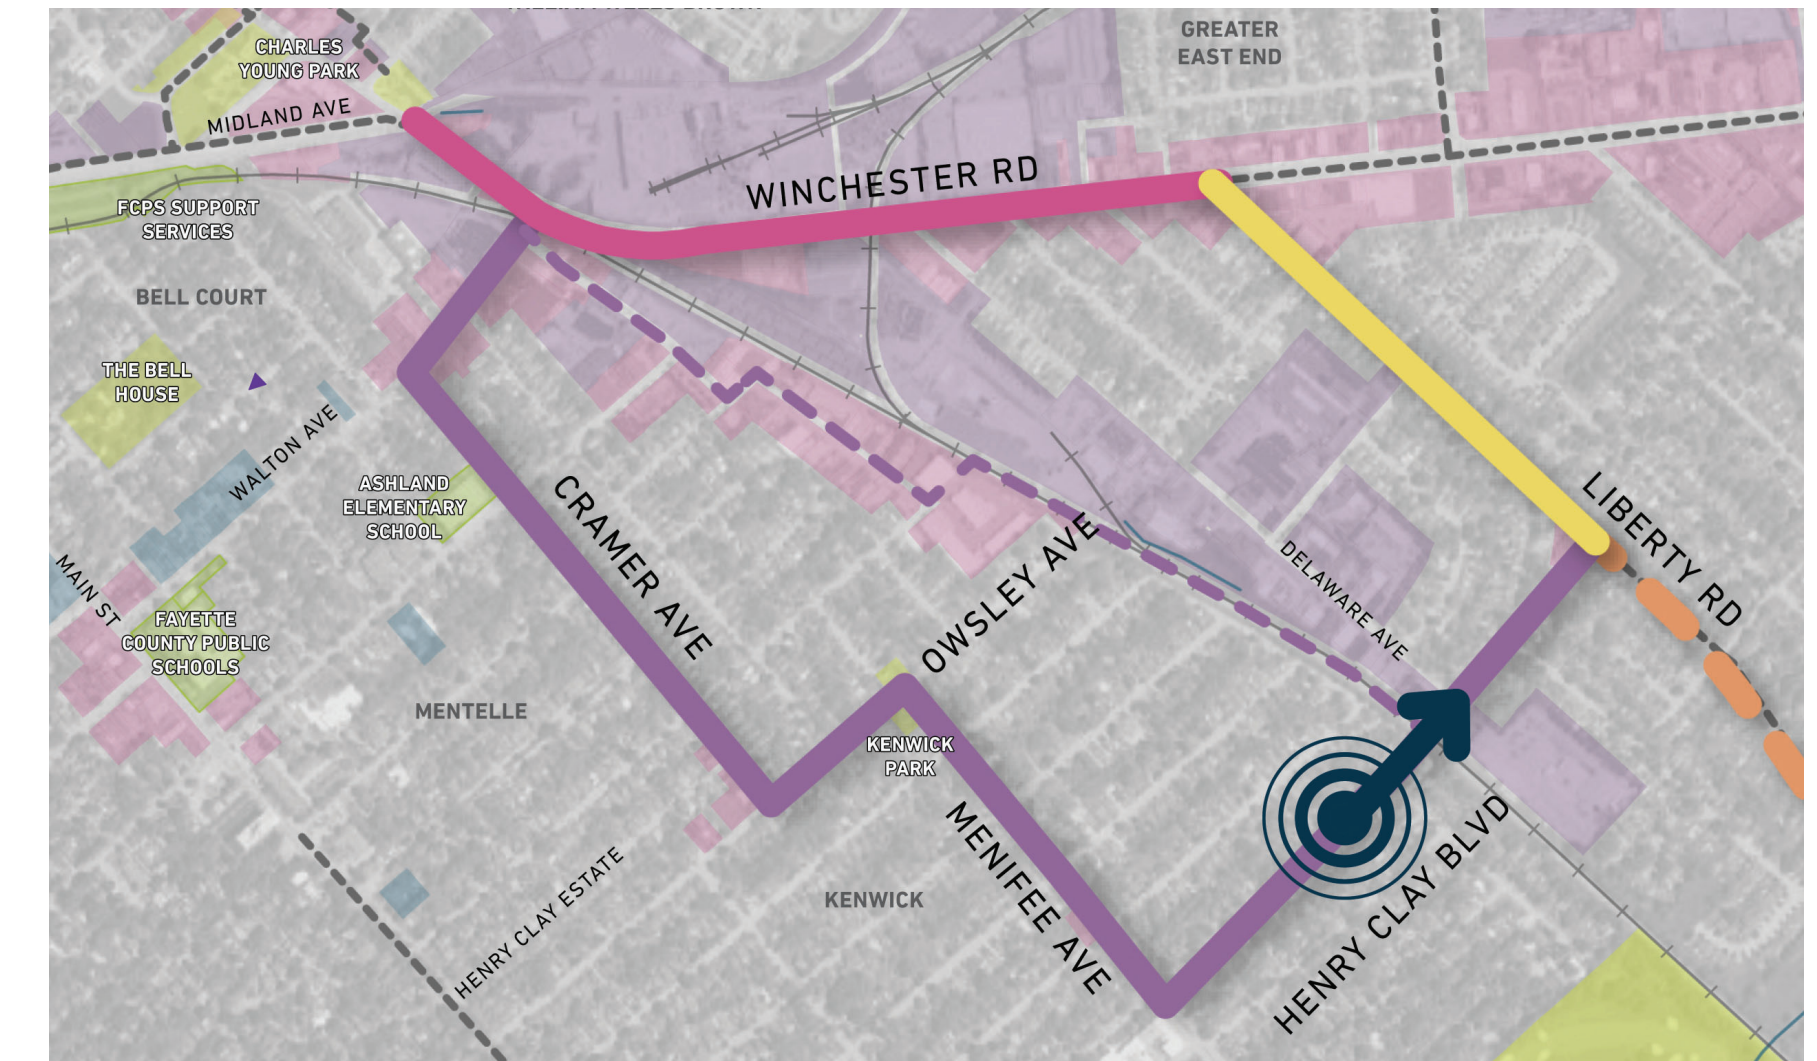 GREATER
EAST END
CHARLES
YOUNG PARK
MIDLAND AVE
WINCHESTER RD
FCPS SUPPORT
SERVICES
BELL COURT
THE BELL
HOUSE
WALTON AVE
ASHLAND
ELEMENTARY
SCHOOL
CRAMER AVE
OWSLEY AVE
LIBERTY RD
DELAWARE AVE
MAIN ST
FAYETTE
COUNTY PUBLIC
SCHOOLS
MENTELLE
KENWICK
PARK
MENIFEE AVE
HENRY CLAY BLVD
HENRY CLAY ESTATE
KENWICK